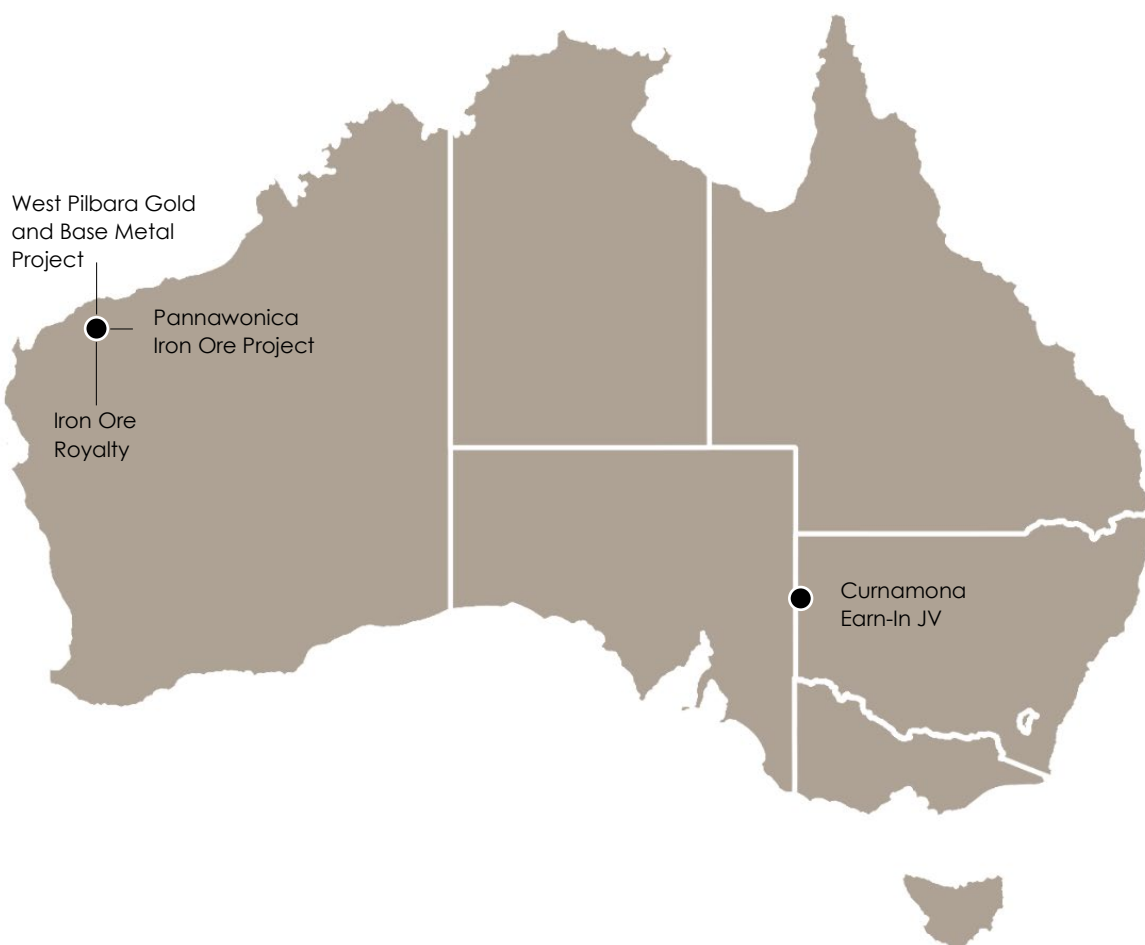 West Pilbara Gold
and Base Metal
Project
Pannawonica
Iron Ore Project
Iron Ore
Royalty
Curnamona
Earn-In JV